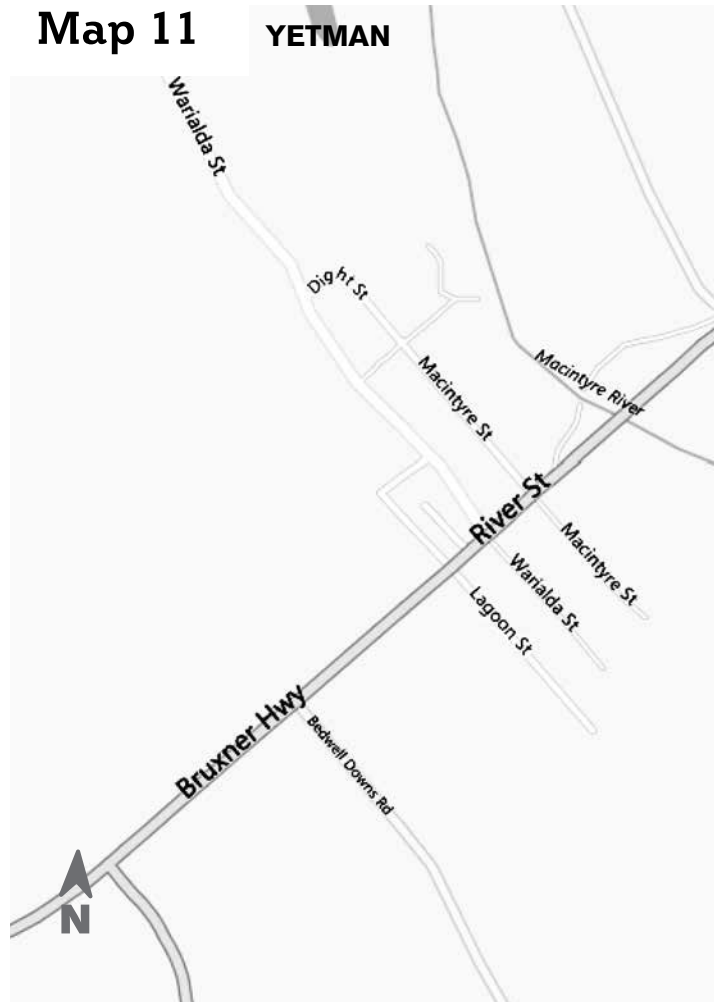 Map 11
YETMAN
Warialda St
Dight St
Macintyre St
Macintyre River
River St
Macintyre St
Warialda St
Lagoon St
Bruxner Hwy
Bedwell Downs Rd
N